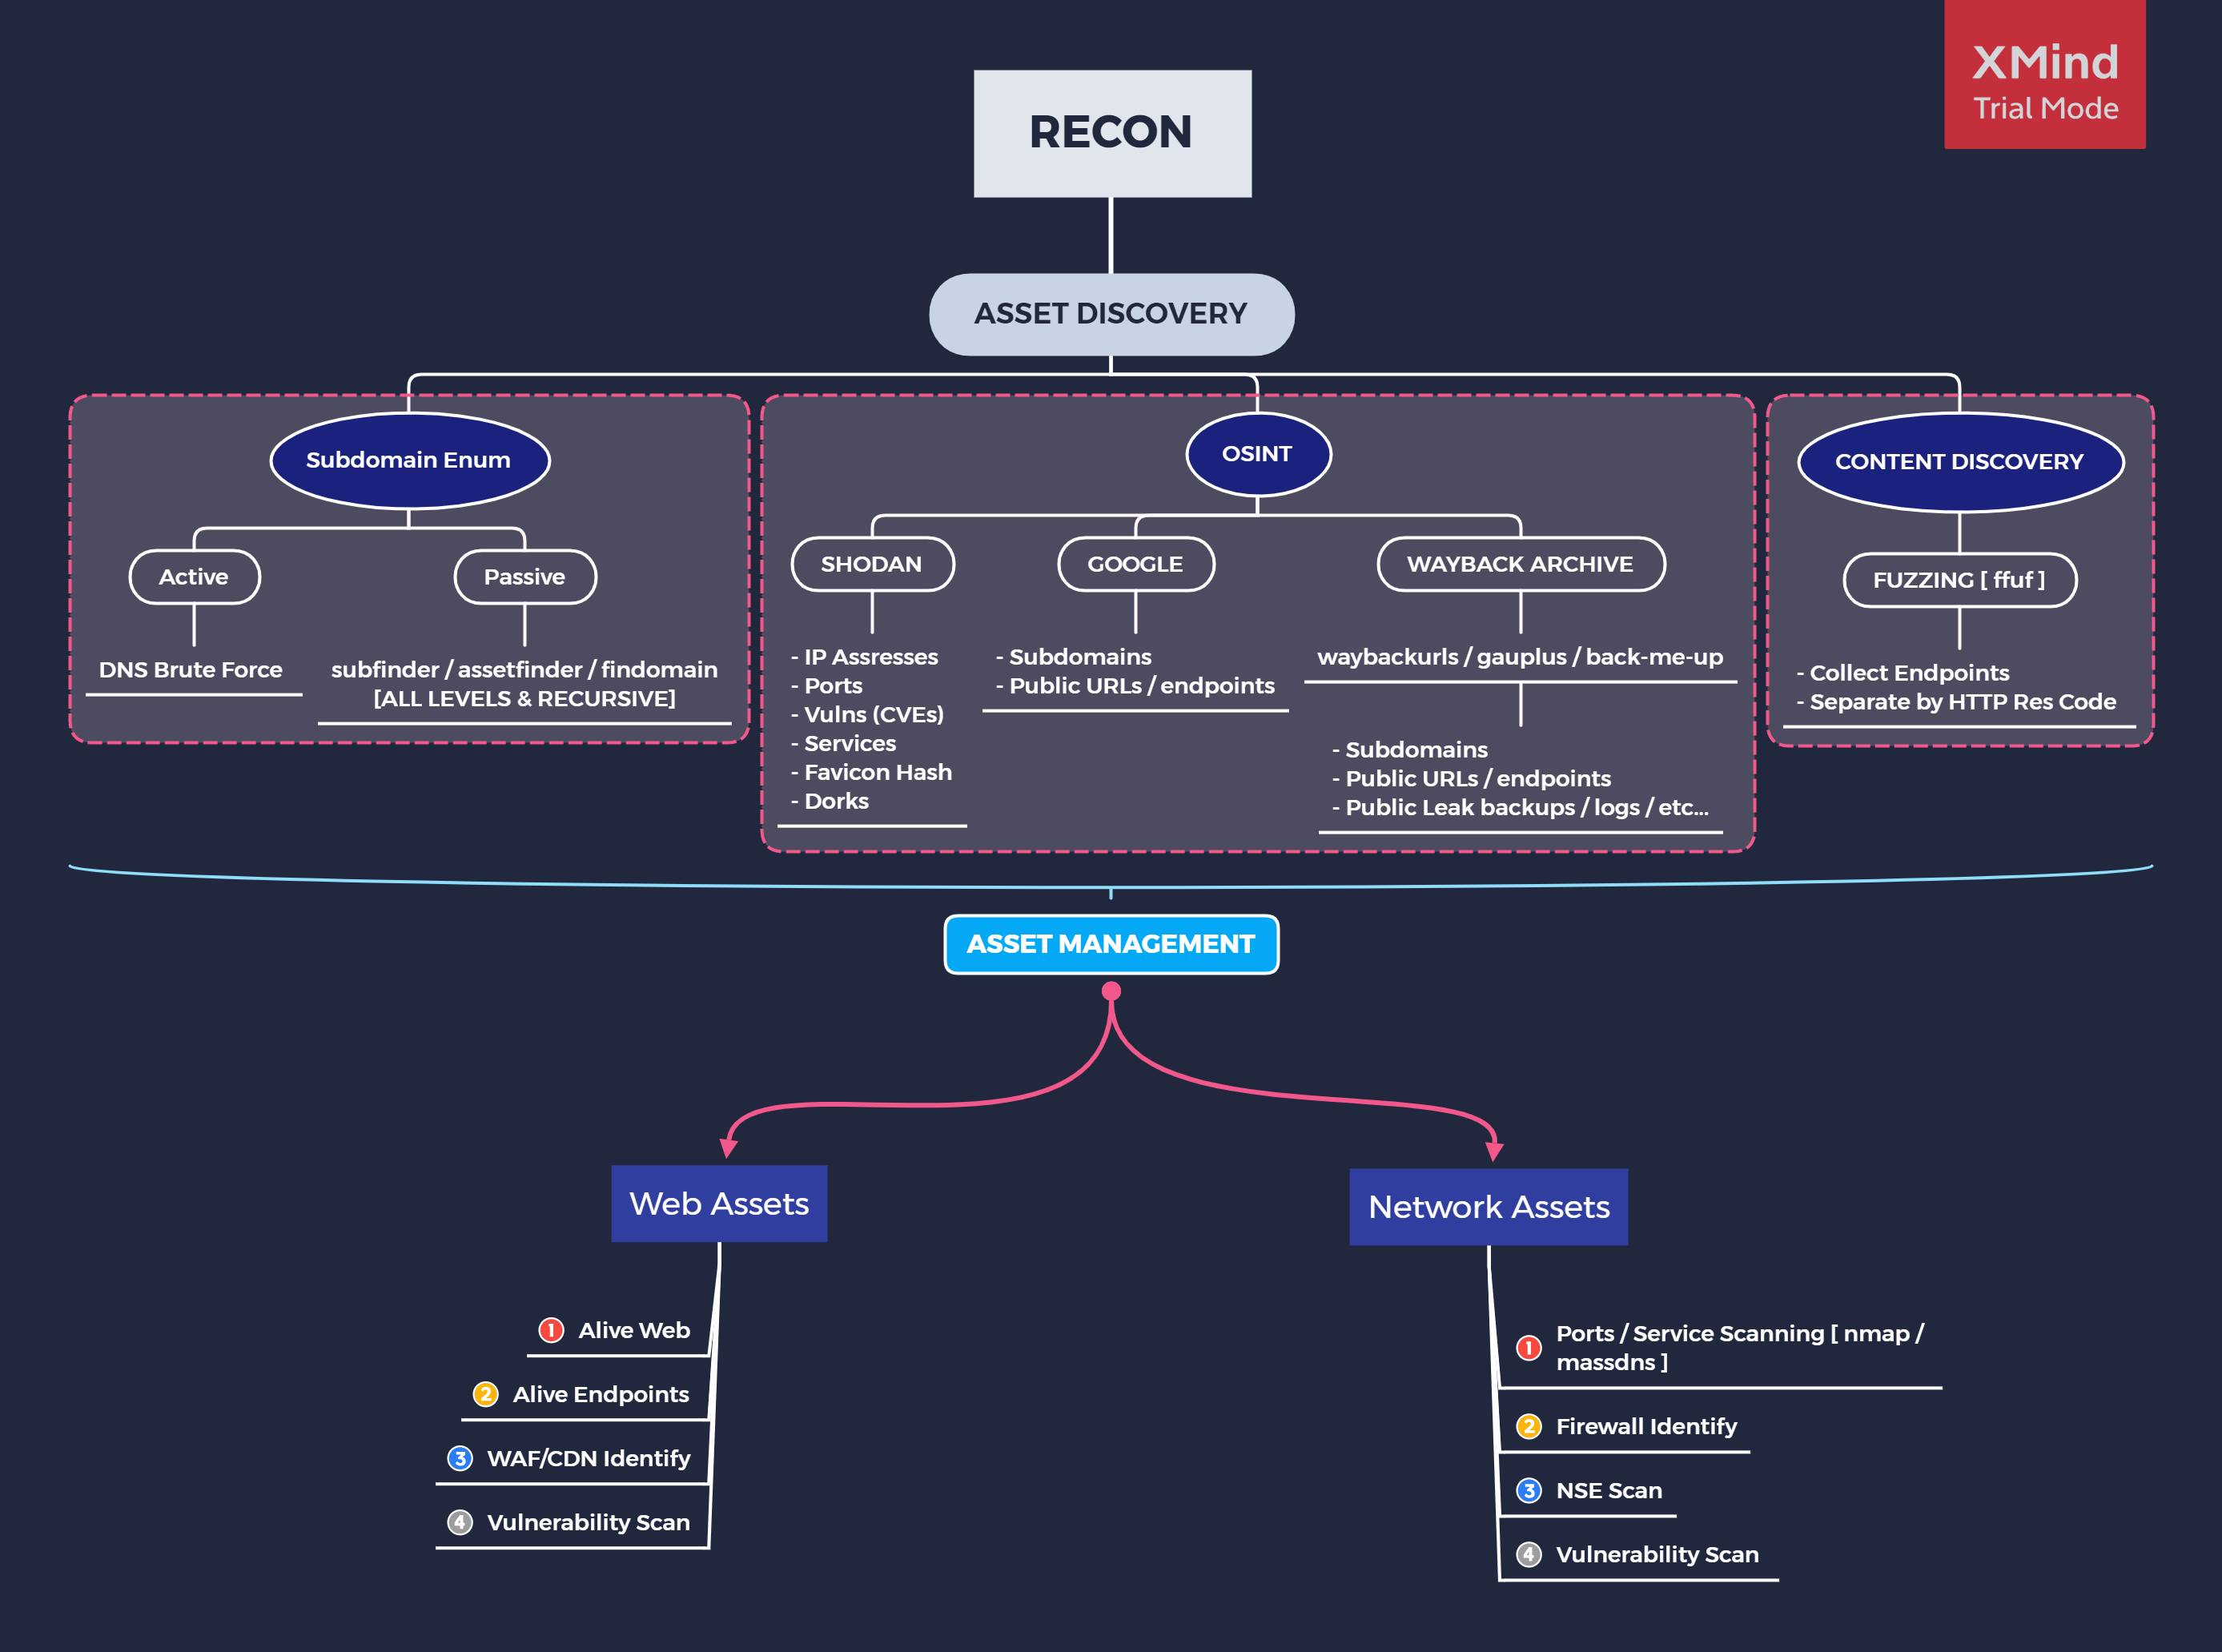 XMind
Trial Mode
RECON
ASSET DISCOVERY
Subdomain Enum
Active
DNS Brute Force
Passive
subfinder / assetfinder / findomain
[ALL LEVELS & RECURSIVE]
OSINT
SHODAN
- IP Assresses
- Ports
- Vulns (CVEs)
- Services
- Favicon Hash
- Dorks
GOOGLE
- Subdomains
- Public URLs / endpoints
WAYBACK ARCHIVE
waybackurls / gauplus / back-me-up
- Subdomains
- Public URLs / endpoints
- Public Leak backups / logs / etc...
CONTENT DISCOVERY
FUZZING [ ffuf ]
- Collect Endpoints
- Separate by HTTP Res Code
ASSET MANAGEMENT
Web Assets
1 Alive Web
2 Alive Endpoints
3 WAF/CDN Identify
4 Vulnerability Scan
Network Assets
1 Ports / Service Scanning [ nmap /
massdns ]
2 Firewall Identify
3 NSE Scan
4 Vulnerability Scan